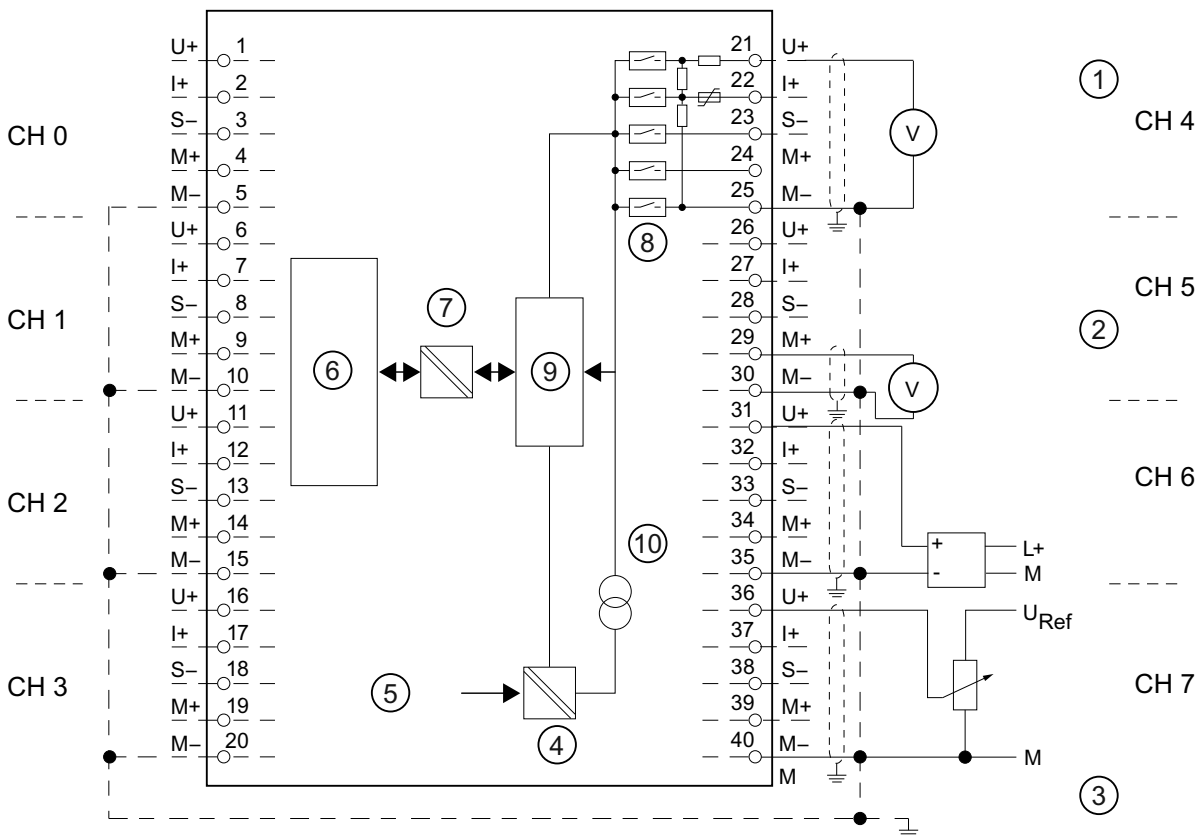 CH 0
U+ 1
I+ 2
S– 3
M+ 4
M– 5
CH 1
U+ 6
I+ 7
S– 8
M+ 9
M– 10
CH 2
U+ 11
I+ 12
S– 13
M+ 14
M– 15
CH 3
U+ 16
I+ 17
S– 18
M+ 19
M– 20
6
7
9
8
10
5
4
21 U+
22 I+
23 S–
24 M+
25 M–
V
1
CH 4
26 U+
27 I+
28 S–
29 M+
30 M–
V
CH 5
2
31 U+
32 I+
33 S–
34 M+
35 M–
+
-
L+
M
CH 6
36 U+
37 I+
38 S–
39 M+
40 M–
M
URef
M
CH 7
3